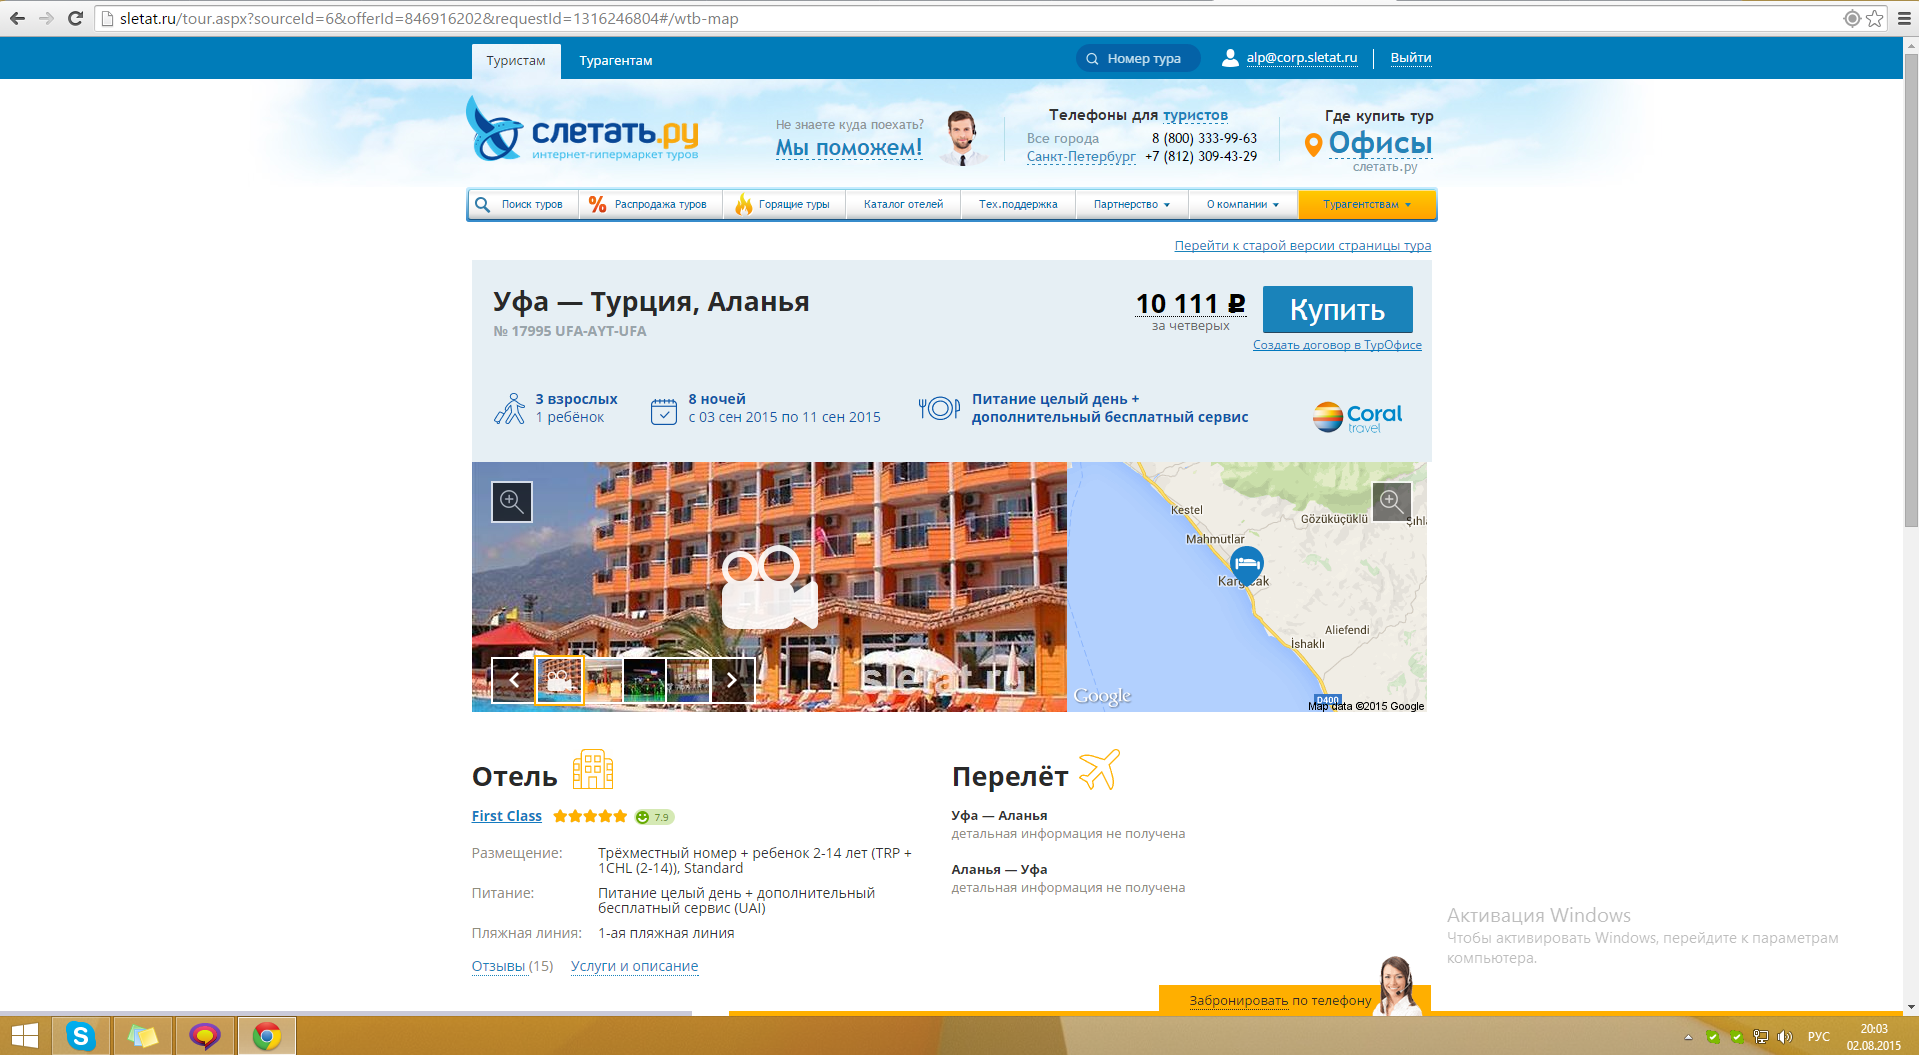 sletat.ru/tour.aspx?sourceId=6&offerId=846916202&requestId=1316246804#/wtb-map
Туристам
Турагентам
Номер тура
alp@corp.sletat.ru
Выйти
слетать.ру
интернет-гипермаркет туров
Не знаете куда поехать?
Мы поможем!
Телефоны для туристов
Все города 8 (800) 333-99-63
Санкт-Петербург +7 (812) 309-43-29
Где купить тур
Офисы
слетать.ру
Поиск туров
% Распродажа туров
Горящие туры
Каталог отелей
Тех.поддержка
Партнерство
О компании
Турагентствам
Перейти к старой версии страницы тура
Уфа — Турция, Аланья
№ 17995 UFA-AYT-UFA
10 111 ₽
за четверых
Купить
Создать договор в ТурОфисе
3 взрослых
1 ребёнок
8 ночей
с 03 сен 2015 по 11 сен 2015
Питание целый день +
дополнительный бесплатный сервис
Coral
travel
sletat.ru
Kestel
Gözüküçüklü
Mahmutlar
Aliefendi
İshaklı
D400
Google
Map data ©2015 Google
Отель
First Class
7.9
Размещение: Трёхместный номер + ребенок 2-14 лет (TRP +
1CHL (2-14)), Standard
Питание: Питание целый день + дополнительный
бесплатный сервис (UAI)
Пляжная линия: 1-ая пляжная линия
Отзывы (15) Услуги и описание
Перелёт
Уфа — Аланья
детальная информация не получена
Аланья — Уфа
детальная информация не получена
Активация Windows
Чтобы активировать Windows, перейдите к параметрам
компьютера.
Забронировать по телефону
РУС
20:03
02.08.2015